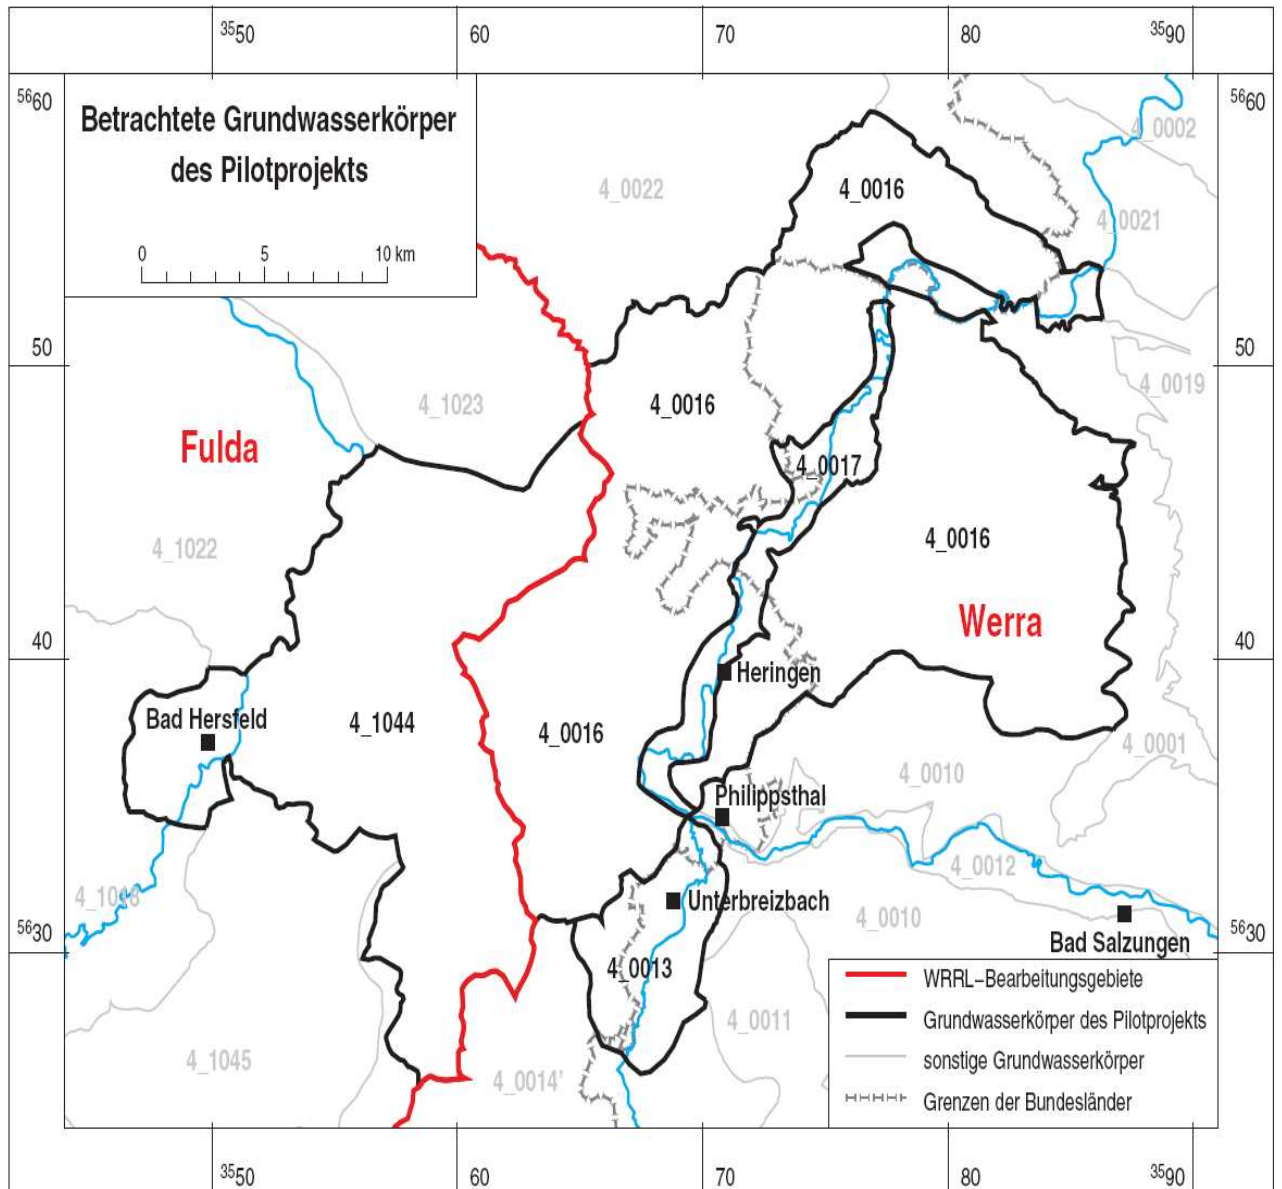 3550 60 70 80 3590
5660 5660
Betrachtete Grundwasserkörper
des Pilotprojekts
0 5 10 km
4_0002
4_0022
4_0016
4_0021
50 50
4_0019
4_1023
4_0016
Fulda
4_0017
4_1022
4_0016
Werra
40 40
Heringen
Bad Hersfeld
4_1044
4_0016
4_0001
4_0010
Philippsthal
4_0012
4_1018
Unterbreizbach
4_0010
5630 5630
Bad Salzungen
4_0013
4_0011
4_1045
4_0014'
WRRL–Bearbeitungsgebiete
Grundwasserkörper des Pilotprojekts
sonstige Grundwasserkörper
Grenzen der Bundesländer
3550 60 70 80 3590